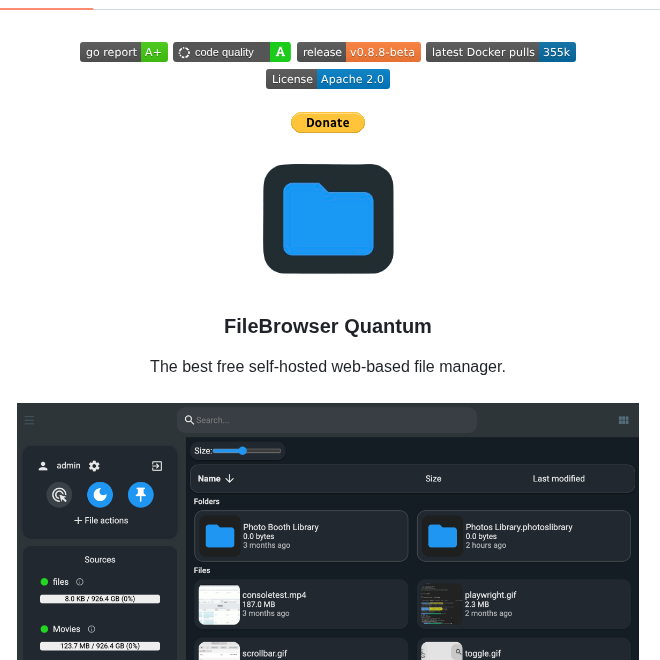 go report A+ code quality A release v0.8.8-beta latest Docker pulls 355k
License Apache 2.0
Donate
FileBrowser Quantum
The best free self-hosted web-based file manager.
Search...
Size:
admin
File actions
Sources
files
8.0 KB / 926.4 GB (0%)
Movies
123.7 MB / 926.4 GB (0%)
Name Size Last modified
Folders
Photo Booth Library
0.0 bytes
3 months ago
Photos Library.photoslibrary
0.0 bytes
2 hours ago
Files
consoletest.mp4
187.0 MB
3 months ago
playwright.gif
2.3 MB
2 months ago
scrollbar.gif
toggle.gif